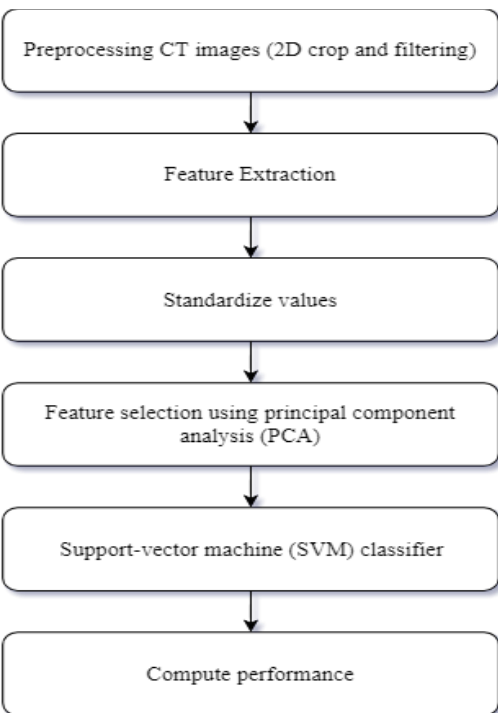 Preprocessing CT images (2D crop and filtering)
Feature Extraction
Standardize values
Feature selection using principal component
analysis (PCA)
Support-vector machine (SVM) classifier
Compute performance